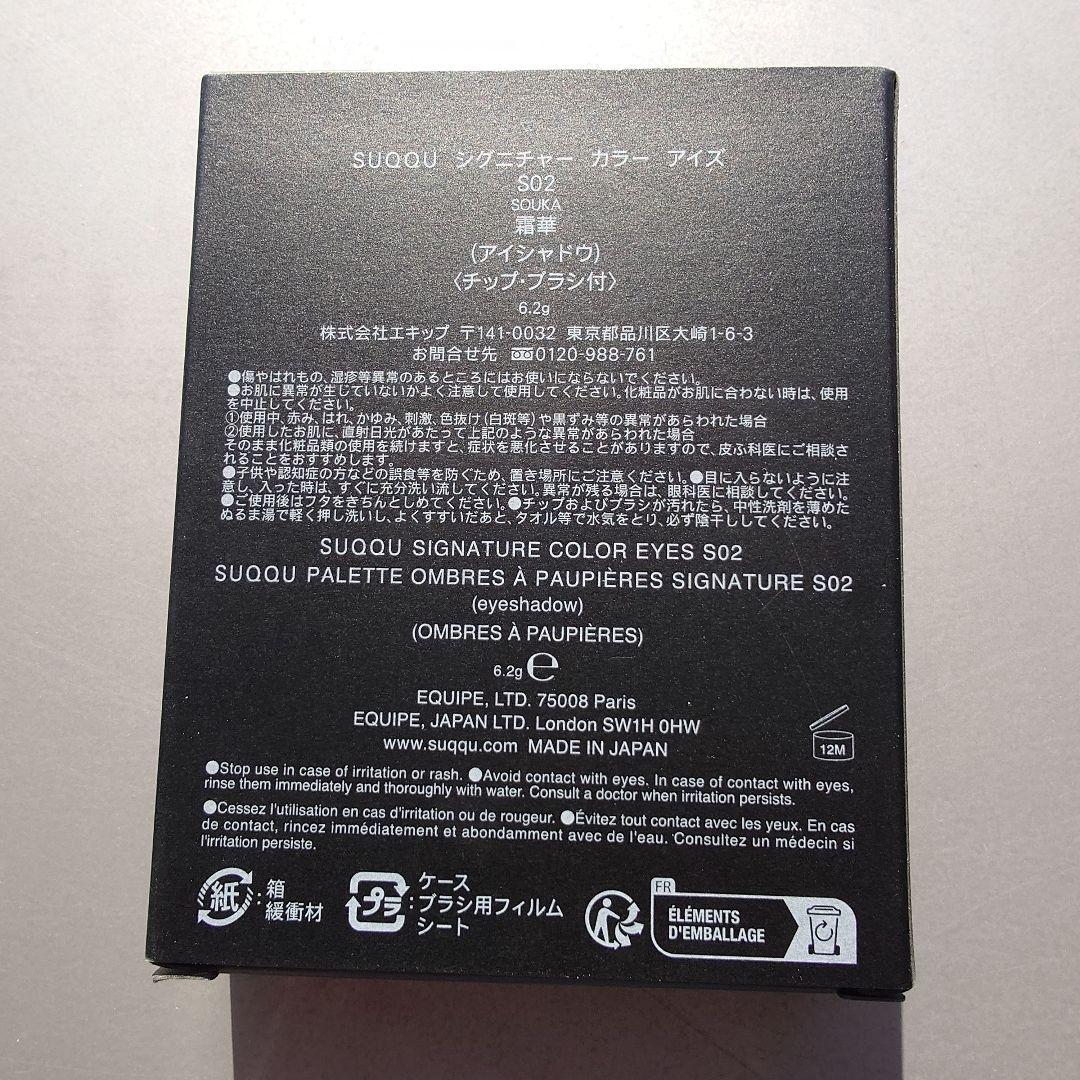 SUQQU シグニチャー カラー アイズ
S02
SOUKA
霜華
(アイシャドウ)
〈チップ・ブラシ付〉
6.2g
株式会社エキップ 〒141-0032 東京都品川区大崎1-6-3
お問合せ先 0120-988-761
●傷やはれもの、湿疹等異常のあるところにはお使いにならないでください。
●お肌に異常が生じていないかよく注意して使用してください。化粧品がお肌に合わない時は、使用
を中止してください。
①使用中、赤み、はれ、かゆみ、刺激、色抜け(白斑等)や黒ずみ等の異常があらわれた場合
②使用したお肌に、直射日光があたって上記のような異常があらわれた場合
そのまま化粧品類の使用を続けますと、症状を悪化させることがありますので、皮ふ科医にご相談さ
れることをおすすめします。
●子供や認知症の方などの誤食等を防ぐため、置き場所にご注意ください。●目に入らないように注
意し、入った時は、すぐに充分洗い流してください。異常が残る場合は、眼科医に相談してください。
●ご使用後はフタをきちんとしめてください。●チップおよびブラシが汚れたら、中性洗剤を薄めた
ぬるま湯で軽く押し洗いし、よくすすいだあと、タオル等で水気をとり、必ず陰干ししてください。
SUQQU SIGNATURE COLOR EYES S02
SUQQU PALETTE OMBRES À PAUPIÈRES SIGNATURE S02
(eyeshadow)
(OMBRES À PAUPIÈRES)
6.2g ℮
EQUIPE, LTD. 75008 Paris
EQUIPE, JAPAN LTD. London SW1H 0HW
www.suqqu.com MADE IN JAPAN
12M
●Stop use in case of irritation or rash. ●Avoid contact with eyes. In case of contact with eyes,
rinse them immediately and thoroughly with water. Consult a doctor when irritation persists.
●Cessez l'utilisation en cas d'irritation ou de rougeur. ●Évitez tout contact avec les yeux. En cas
de contact, rincez immédiatement et abondamment avec de l'eau. Consultez un médecin si
l'irritation persiste.
紙:箱
緩衝材
プラ:ケース
ブラシ用フィルム
シート
FR
ÉLÉMENTS
D'EMBALLAGE